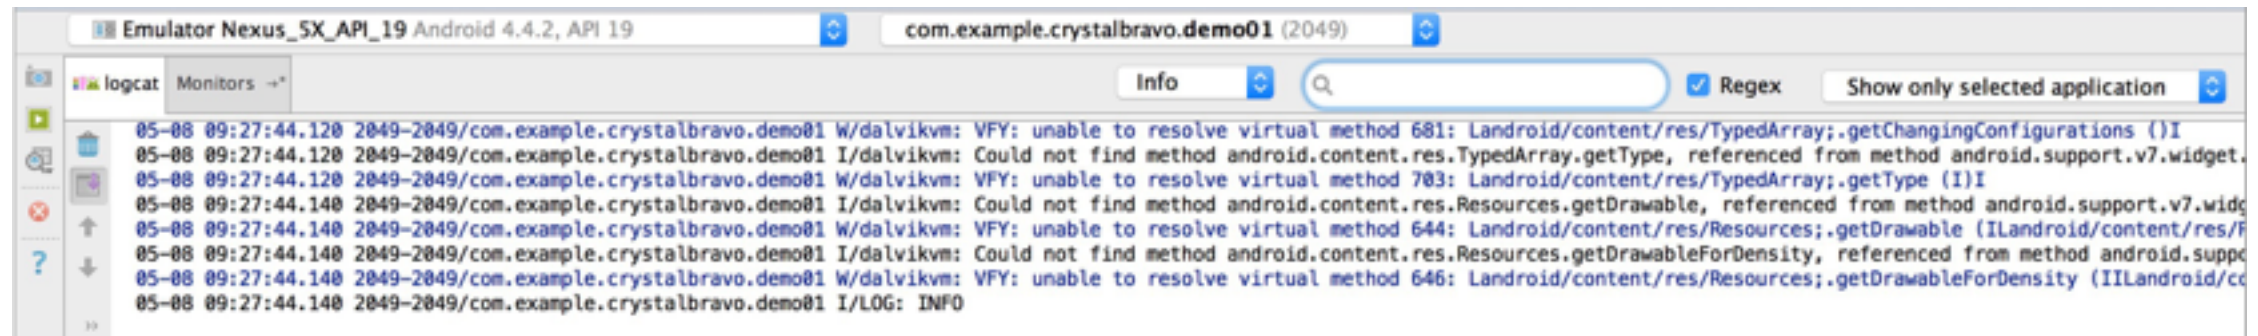 Emulator Nexus_5X_API_19 Android 4.4.2, API 19 com.example.crystalbravo.demo01 (2049)
logcat Monitors →* Info Regex Show only selected application
05-08 09:27:44.120 2049-2049/com.example.crystalbravo.demo01 W/dalvikvm: VFY: unable to resolve virtual method 681: Landroid/content/res/TypedArray;.getChangingConfigurations ()I
05-08 09:27:44.120 2049-2049/com.example.crystalbravo.demo01 I/dalvikvm: Could not find method android.content.res.TypedArray.getType, referenced from method android.support.v7.widget.
05-08 09:27:44.120 2049-2049/com.example.crystalbravo.demo01 W/dalvikvm: VFY: unable to resolve virtual method 703: Landroid/content/res/TypedArray;.getType (I)I
05-08 09:27:44.140 2049-2049/com.example.crystalbravo.demo01 I/dalvikvm: Could not find method android.content.res.Resources.getDrawable, referenced from method android.support.v7.widg
05-08 09:27:44.140 2049-2049/com.example.crystalbravo.demo01 W/dalvikvm: VFY: unable to resolve virtual method 644: Landroid/content/res/Resources;.getDrawable (ILandroid/content/res/R
05-08 09:27:44.140 2049-2049/com.example.crystalbravo.demo01 I/dalvikvm: Could not find method android.content.res.Resources.getDrawableForDensity, referenced from method android.suppo
05-08 09:27:44.140 2049-2049/com.example.crystalbravo.demo01 W/dalvikvm: VFY: unable to resolve virtual method 646: Landroid/content/res/Resources;.getDrawableForDensity (IILandroid/co
05-08 09:27:44.140 2049-2049/com.example.crystalbravo.demo01 I/LOG: INFO